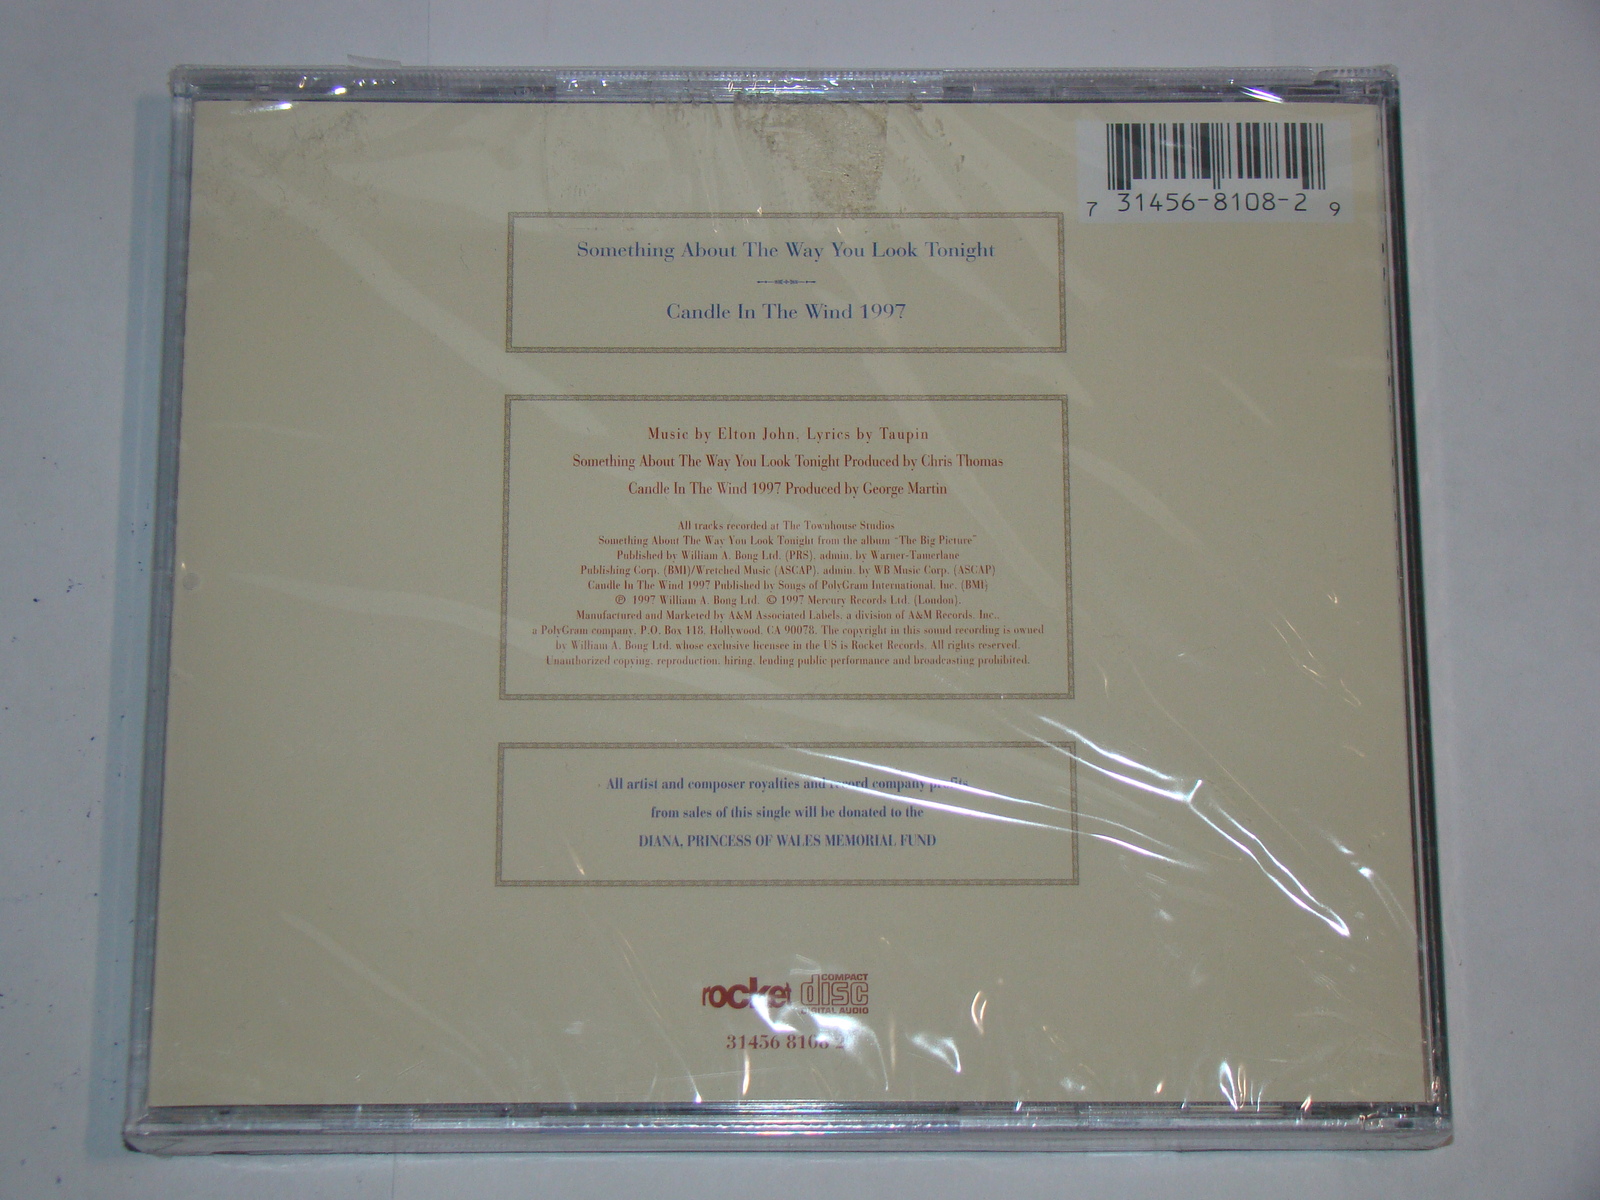 7 31456-8108-2 9
Something About The Way You Look Tonight
Candle In The Wind 1997
Music by Elton John, Lyrics by Taupin
Something About The Way You Look Tonight Produced by Chris Thomas
Candle In The Wind 1997 Produced by George Martin
All tracks recorded at The Townhouse Studios
Something About The Way You Look Tonight from the album "The Big Picture"
Published by William A. Bong Ltd. (PRS), admin. by Warner-Tamerlane
Publishing Corp. (BMI)/Wretched Music (ASCAP), admin. by WB Music Corp. (ASCAP)
Candle In The Wind 1997 Published by Songs of PolyGram International, Inc. (BMI)
℗ 1997 William A. Bong Ltd. © 1997 Mercury Records Ltd. (London).
Manufactured and Marketed by A&M Associated Labels, a division of A&M Records, Inc.,
a PolyGram company, P.O. Box 118, Hollywood, CA 90078. The copyright in this sound recording is owned
by William A. Bong Ltd. whose exclusive licensee in the US is Rocket Records. All rights reserved.
Unauthorized copying, reproduction, hiring, lending public performance and broadcasting prohibited.
All artist and composer royalties and record company profits
from sales of this single will be donated to the
DIANA, PRINCESS OF WALES MEMORIAL FUND
rocket COMPACT disc DIGITAL AUDIO
31456 8108 2